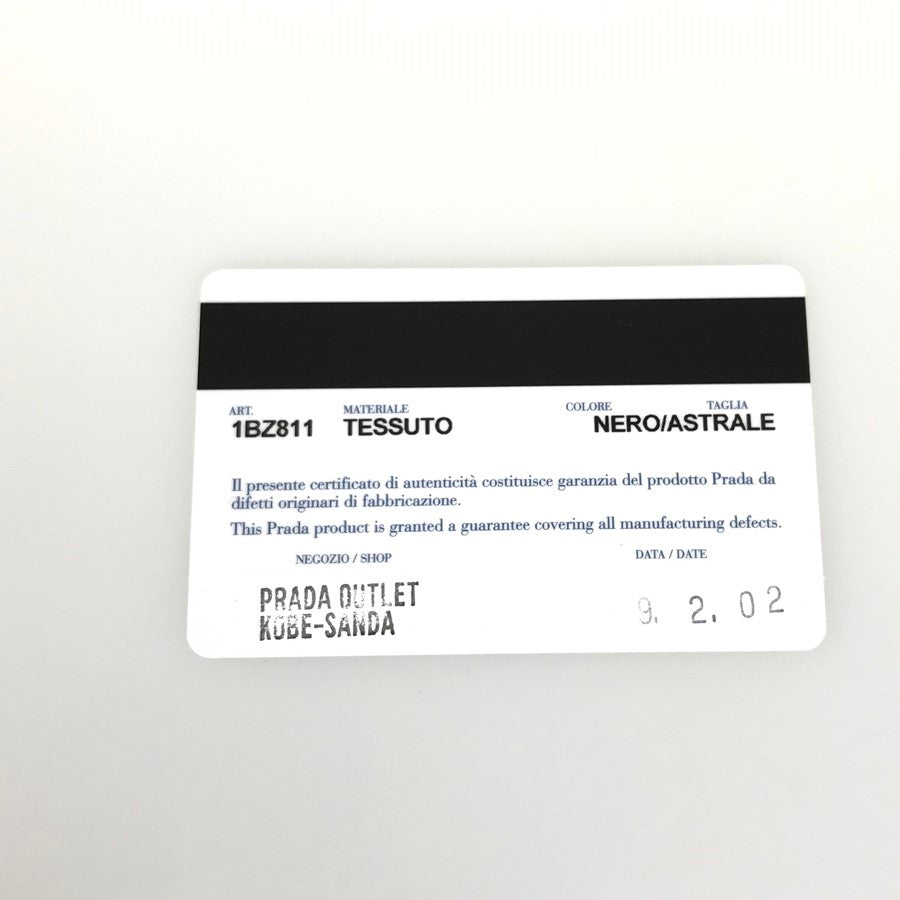 ART. MATERIALE COLORE TAGLIA
1BZ811 TESSUTO NERO/ASTRALE
Il presente certificato di autenticità costituisce garanzia del prodotto Prada da
difetti originari di fabbricazione.
This Prada product is granted a guarantee covering all manufacturing defects.
NEGOZIO / SHOP DATA / DATE
PRADA OUTLET
KOBE-SANDA
9. 2. 02